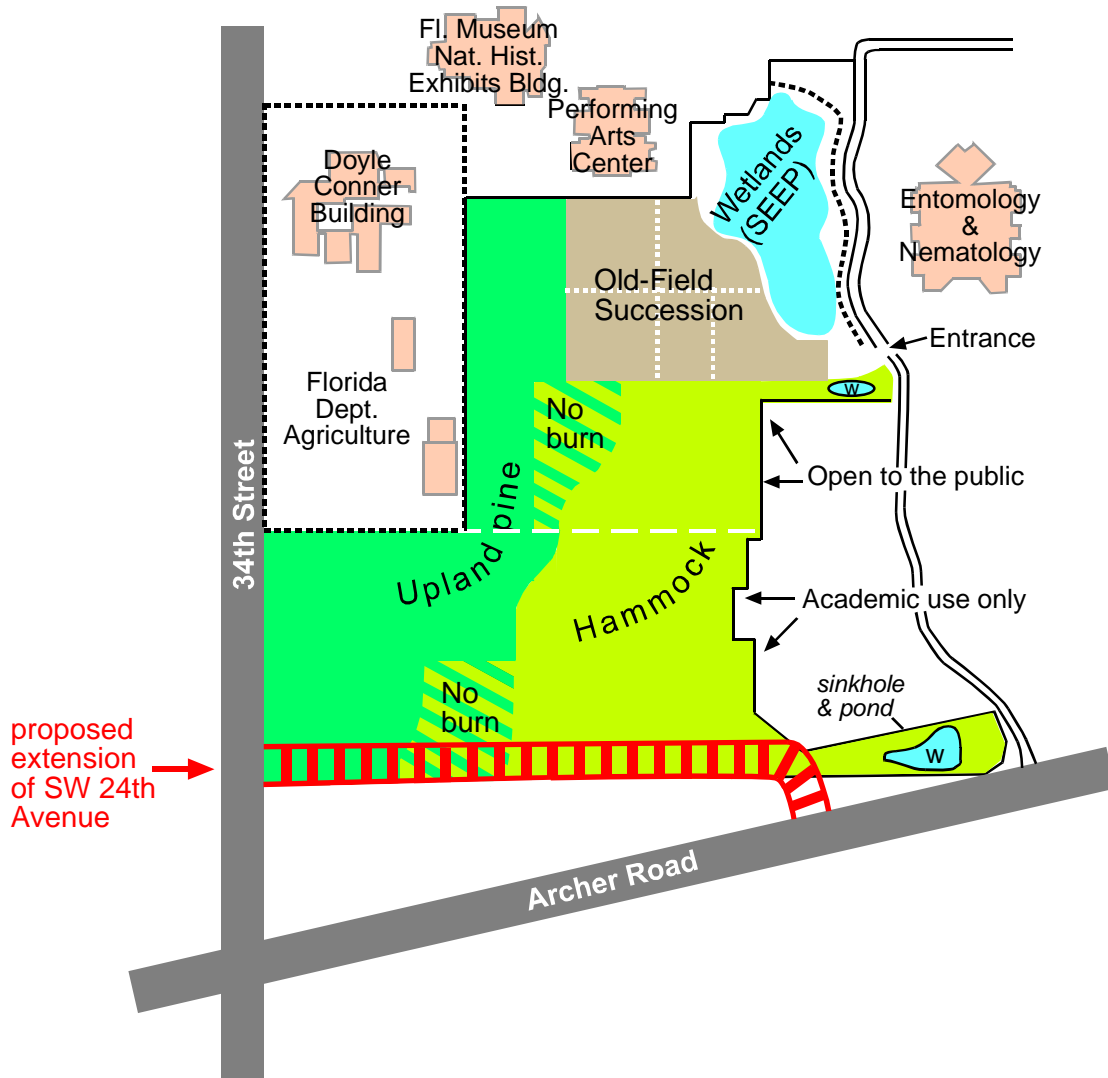 Fl. Museum
Nat. Hist.
Exhibits Bldg.
Performing
Arts
Center
Doyle
Conner
Building
Wetlands
(SEEP)
Entomology
&
Nematology
Old-Field
Succession
Entrance
Florida
Dept.
Agriculture
W
No
burn
Open to the public
34th Street
Upland pine
Hammock
Academic use only
No
burn
sinkhole
& pond
W
proposed
extension
of SW 24th
Avenue
Archer Road